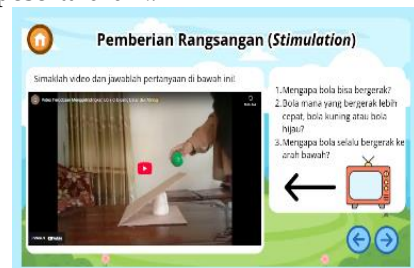 Pemberian Rangsangan (Stimulation)
Simaklah video dan jawablah pertanyaan di bawah ini!
1.Mengapa bola bisa bergerak?
2.Bola mana yang bergerak lebih
cepat, bola kuning atau bola
hijau?
3.Mengapa bola selalu bergerak ke
arah bawah?